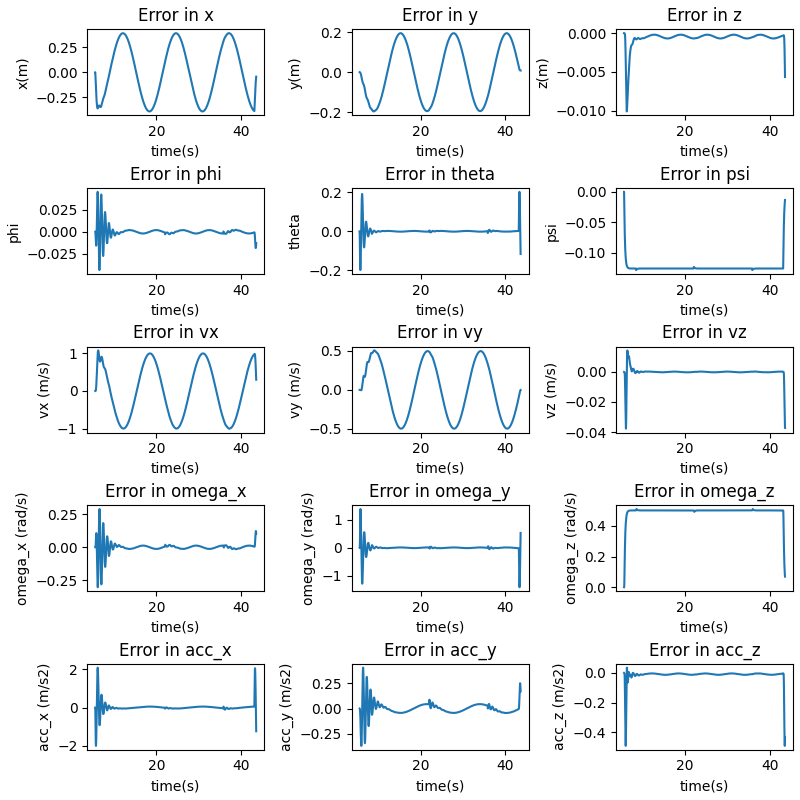 Error in x
Error in y
Error in z
x(m)
0.25
0.00
−0.25
20
40
time(s)
y(m)
0.2
0.0
−0.2
20
40
time(s)
z(m)
0.000
−0.005
−0.010
20
40
time(s)
Error in phi
Error in theta
Error in psi
phi
0.025
0.000
−0.025
20
40
time(s)
theta
0.2
0.0
−0.2
20
40
time(s)
psi
0.00
−0.05
−0.10
20
40
time(s)
Error in vx
Error in vy
Error in vz
vx (m/s)
1
0
−1
20
40
time(s)
vy (m/s)
0.5
0.0
−0.5
20
40
time(s)
vz (m/s)
0.00
−0.02
−0.04
20
40
time(s)
Error in omega_x
Error in omega_y
Error in omega_z
omega_x (rad/s)
0.25
0.00
−0.25
20
40
time(s)
omega_y (rad/s)
1
0
−1
20
40
time(s)
omega_z (rad/s)
0.4
0.2
0.0
20
40
time(s)
Error in acc_x
Error in acc_y
Error in acc_z
acc_x (m/s2)
2
0
−2
20
40
time(s)
acc_y (m/s2)
0.25
0.00
−0.25
20
40
time(s)
acc_z (m/s2)
0.0
−0.2
−0.4
20
40
time(s)